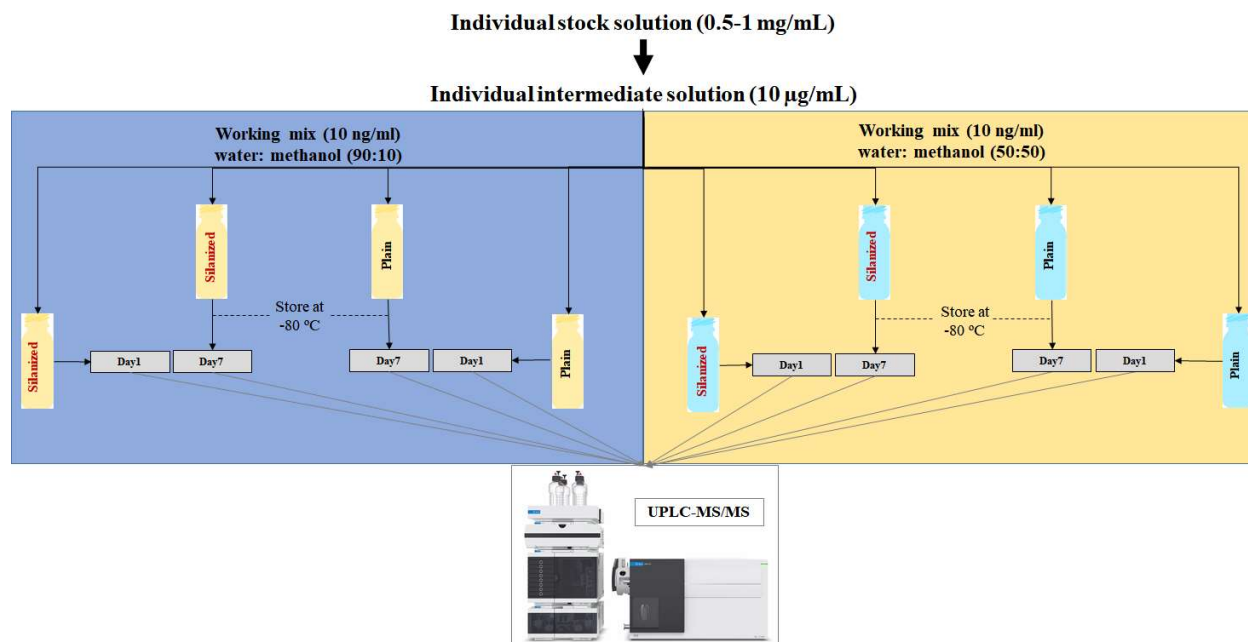 Individual stock solution (0.5-1 mg/mL)
Individual intermediate solution (10 µg/mL)
Working mix (10 ng/ml)
water: methanol (90:10)
Working mix (10 ng/ml)
water: methanol (50:50)
Silanized
Plain
Silanized
Plain
Store at
-80 ºC
Store at
-80 ºC
Silanized
Day1
Day7
Day7
Day1
Plain
Silanized
Day1
Day7
Day7
Day1
Plain
UPLC-MS/MS